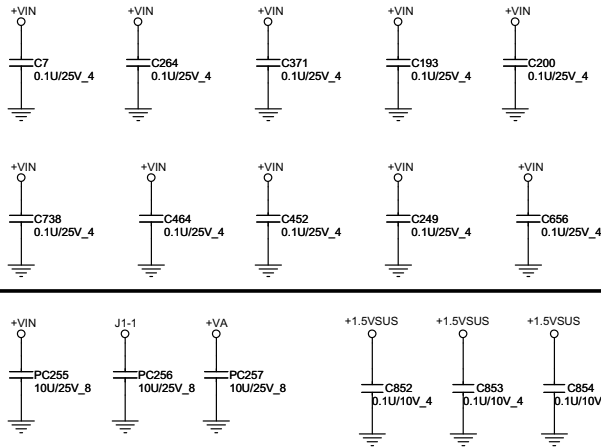 +VIN +VIN +VIN +VIN +VIN
C7 C264 C371 C193 C200
0.1U/25V_4 0.1U/25V_4 0.1U/25V_4 0.1U/25V_4 0.1U/25V_4
+VIN +VIN +VIN +VIN +VIN
C738 C464 C452 C249 C656
0.1U/25V_4 0.1U/25V_4 0.1U/25V_4 0.1U/25V_4 0.1U/25V_4
+VIN J1-1 +VA +1.5VSUS +1.5VSUS +1.5VSUS
PC255 PC256 PC257 C852 C853 C854
10U/25V_8 10U/25V_8 10U/25V_8 0.1U/10V_4 0.1U/10V_4 0.1U/10V